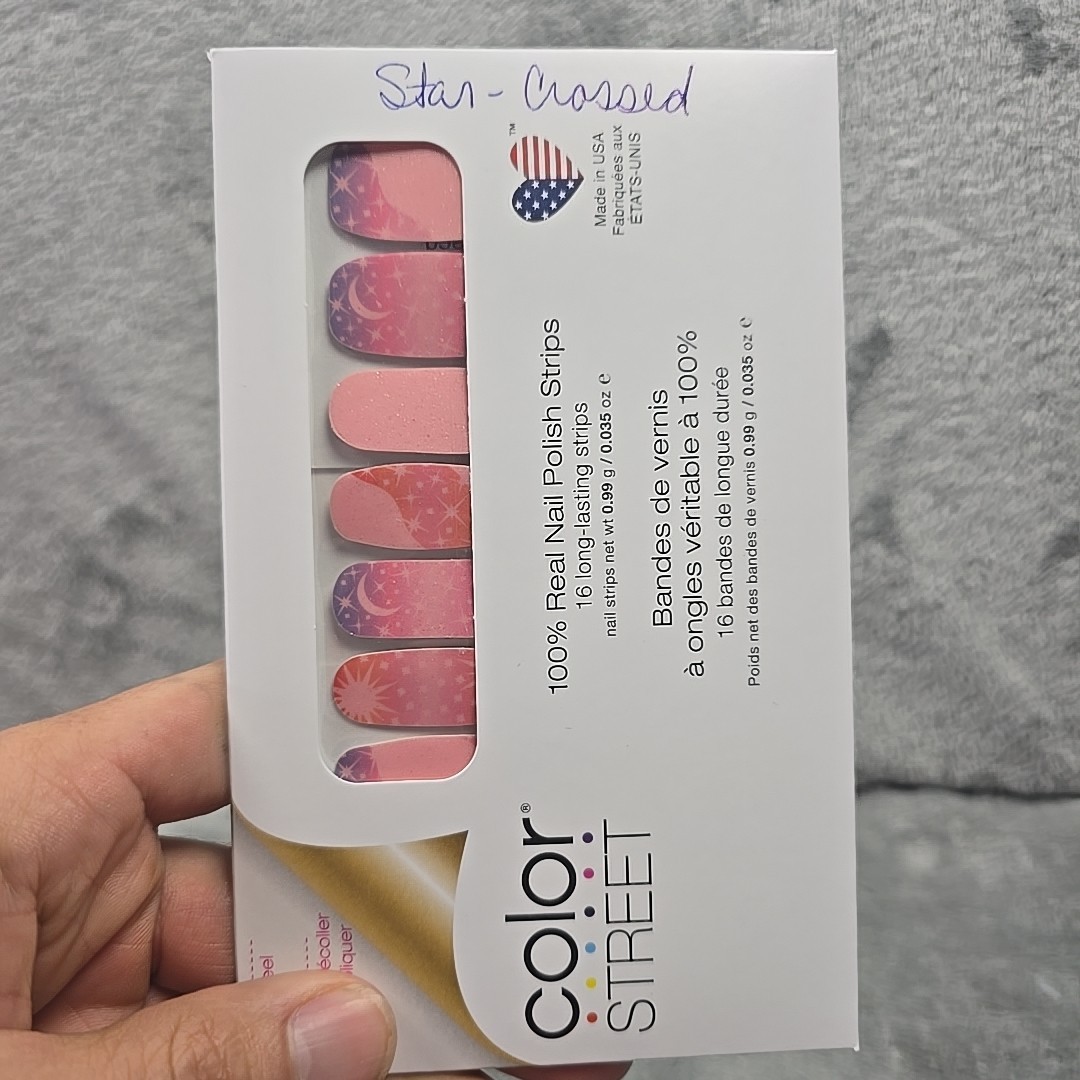 Star - Crossed
TM
Made in USA
Fabriquées aux
ÉTATS-UNIS
100% Real Nail Polish Strips
16 long-lasting strips
nail strips net wt 0.99 g / 0.035 oz ℮
Bandes de vernis
à ongles véritable à 100%
16 bandes de longue durée
Poids net des bandes de vernis 0.99 g / 0.035 oz ℮
color®
STREET